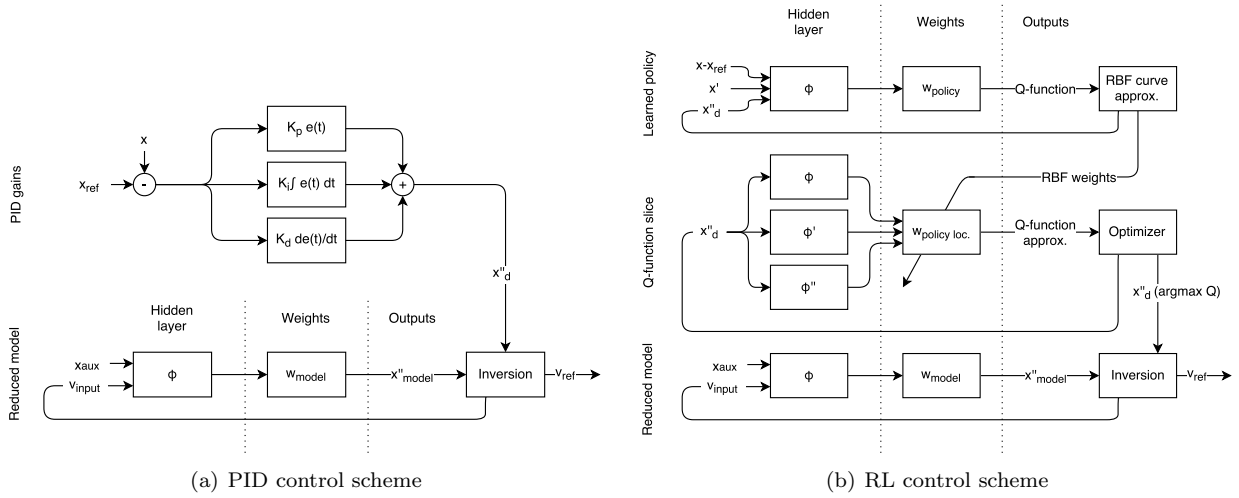 PID gains
x
x_ref
-
K_p e(t)
K_i∫ e(t) dt
K_d de(t)/dt
+
x"_d
Reduced model
Hidden
layer
Weights
Outputs
x_aux
v_input
ϕ
w_model
x"_model
Inversion
v_ref
(a) PID control scheme
Hidden
layer
Weights
Outputs
Learned policy
x-x_ref
x'
x"_d
ϕ
w_policy
Q-function
RBF curve
approx.
RBF weights
Q-function slice
x"_d
ϕ
ϕ'
ϕ"
w_policy loc.
Q-function
approx.
Optimizer
x"_d (argmax Q)
Reduced model
x_aux
v_input
ϕ
w_model
x"_model
Inversion
v_ref
(b) RL control scheme